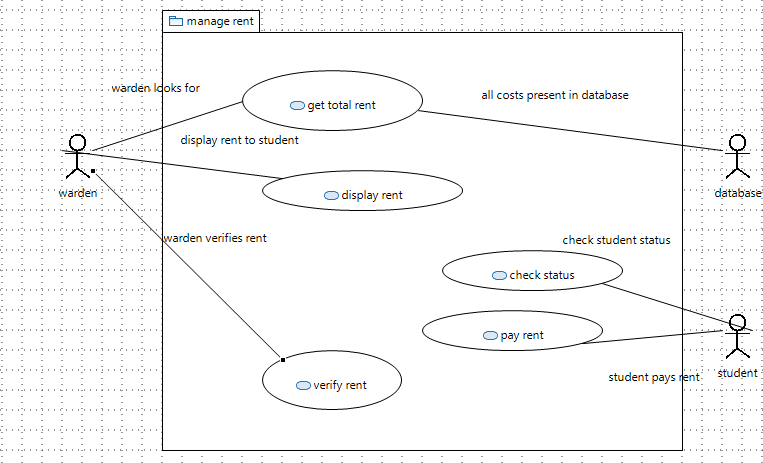 manage rent
warden looks for
get total rent
all costs present in database
display rent to student
warden
display rent
database
warden verifies rent
check student status
check status
pay rent
student
student pays rent
verify rent